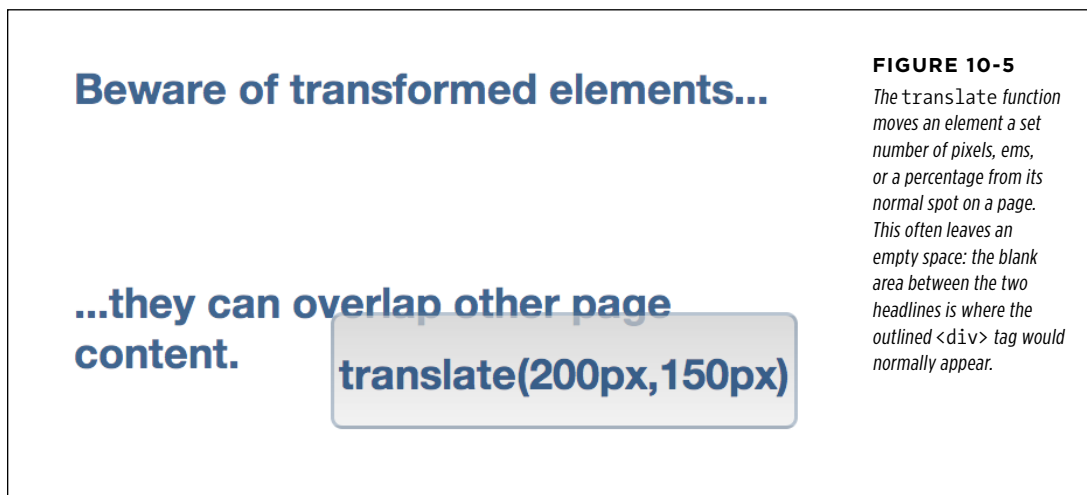 Beware of transformed elements...
...they can overlap other page
content.
translate(200px,150px)
FIGURE 10-5
The translate function
moves an element a set
number of pixels, ems,
or a percentage from its
normal spot on a page.
This often leaves an
empty space: the blank
area between the two
headlines is where the
outlined <div> tag would
normally appear.